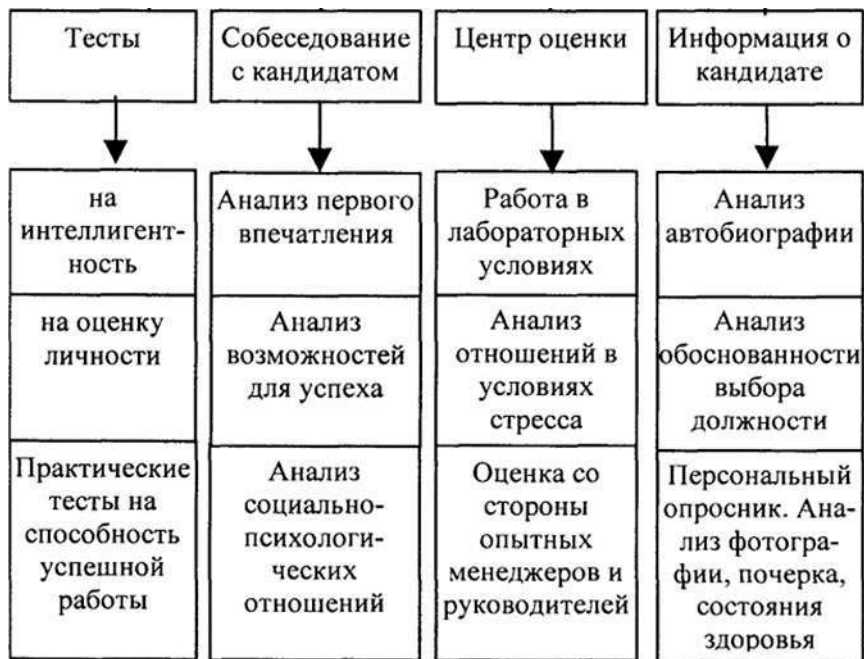 Тесты
Собеседование
с кандидатом
Центр оценки
Информация о
кандидате
на
интеллигент-
ность
на оценку
личности
Практические
тесты на
способность
успешной
работы
Анализ первого
впечатления
Анализ
возможностей
для успеха
Анализ
социально-
психологи-
ческих
отношений
Работа в
лабораторных
условиях
Анализ
отношений в
условиях
стресса
Оценка со
стороны
опытных
менеджеров и
руководителей
Анализ
автобиографии
Анализ
обоснованности
выбора
должности
Персональный
опросник. Ана-
лиз фотогра-
фии, почерка,
состояния
здоровья